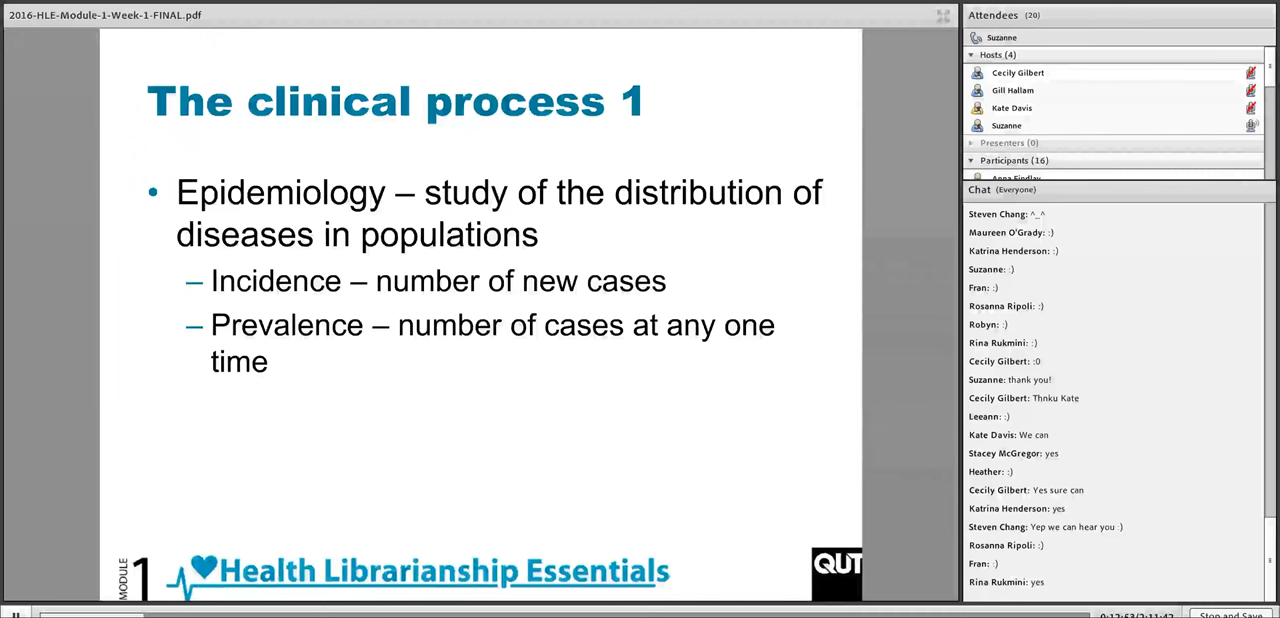 2016-HLE-Module-1-Week-1-FINAL.pdf
The clinical process 1
• Epidemiology – study of the distribution of
diseases in populations
– Incidence – number of new cases
– Prevalence – number of cases at any one
time
MODULE
1
Health Librarianship Essentials
QUT
Attendees (20)
Suzanne
Hosts (4)
Cecily Gilbert
Gill Hallam
Kate Davis
Suzanne
Presenters (0)
Participants (16)
Anna Findlay
Chat (Everyone)
Steven Chang: ^_^
Maureen O'Grady: :)
Katrina Henderson: :)
Suzanne: :)
Fran: :)
Rosanna Ripoli: :)
Robyn: :)
Rina Rukmini: :)
Cecily Gilbert: :0
Suzanne: thank you!
Cecily Gilbert: Thnku Kate
Leeann: :)
Kate Davis: We can
Stacey McGregor: yes
Heather: :)
Cecily Gilbert: Yes sure can
Katrina Henderson: yes
Steven Chang: Yep we can hear you :)
Rosanna Ripoli: :)
Fran: :)
Rina Rukmini: yes
Stop and Save